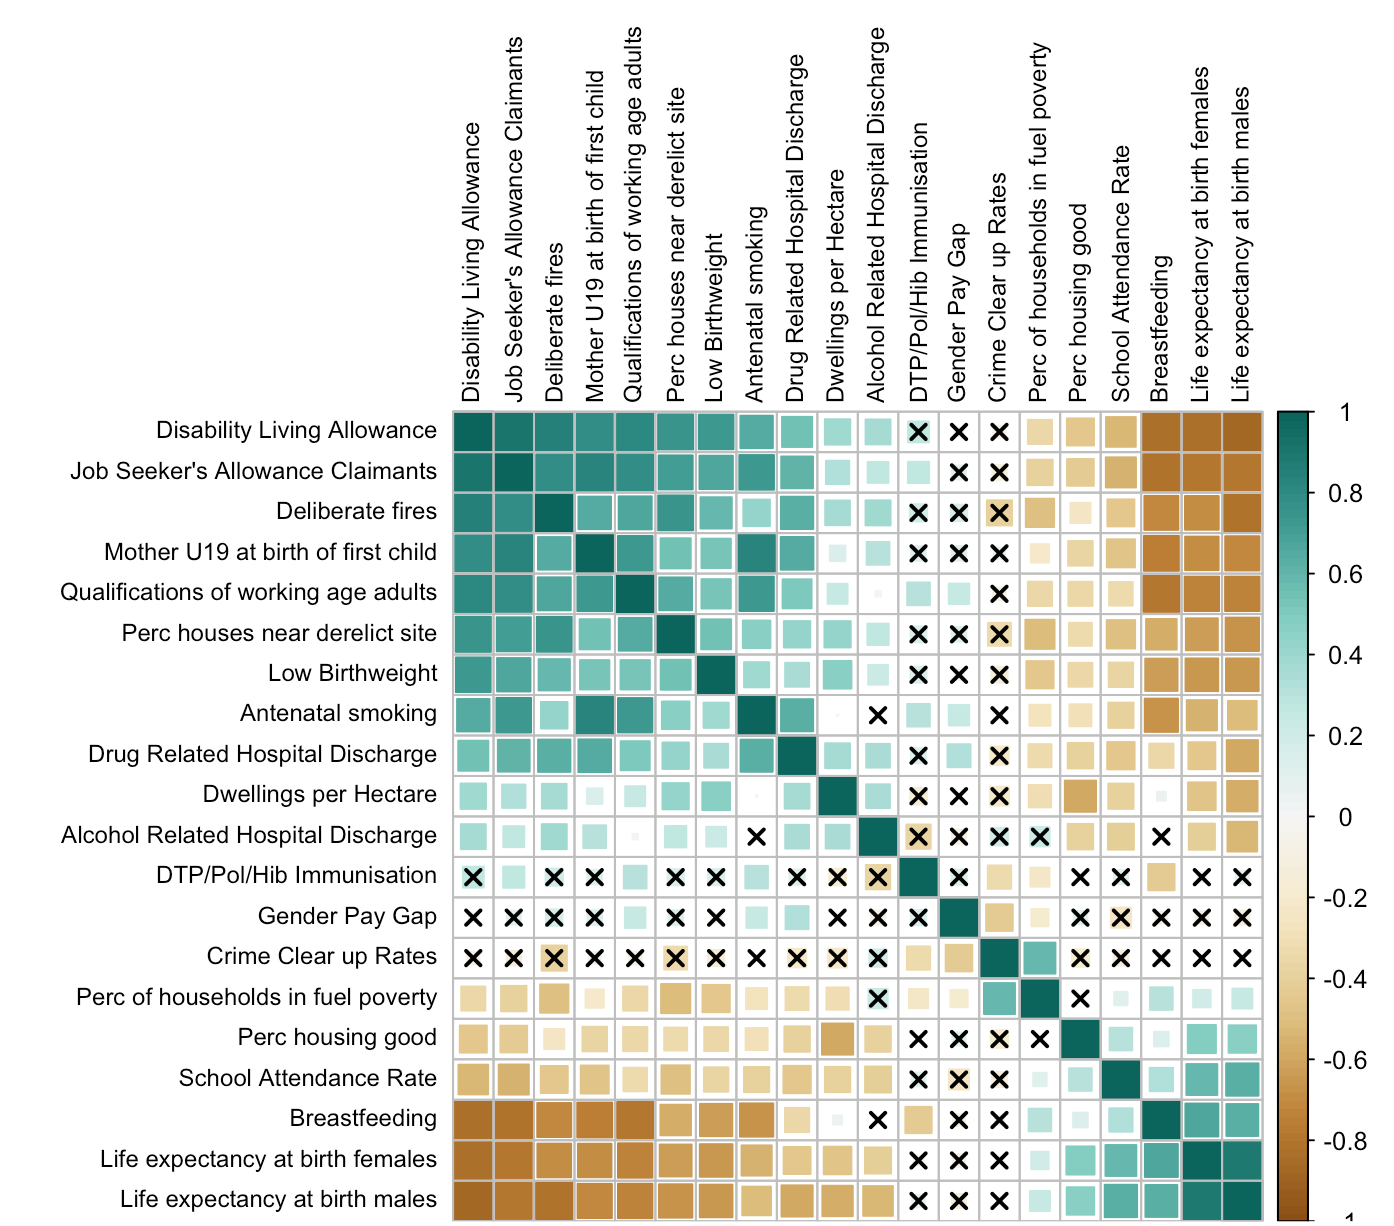 Disability Living Allowance
Job Seeker's Allowance Claimants
Deliberate fires
Mother U19 at birth of first child
Qualifications of working age adults
Perc houses near derelict site
Low Birthweight
Antenatal smoking
Drug Related Hospital Discharge
Dwellings per Hectare
Alcohol Related Hospital Discharge
DTP/Pol/Hib Immunisation
Gender Pay Gap
Crime Clear up Rates
Perc of households in fuel poverty
Perc housing good
School Attendance Rate
Breastfeeding
Life expectancy at birth females
Life expectancy at birth males
Disability Living Allowance
Job Seeker's Allowance Claimants
Deliberate fires
Mother U19 at birth of first child
Qualifications of working age adults
Perc houses near derelict site
Low Birthweight
Antenatal smoking
Drug Related Hospital Discharge
Dwellings per Hectare
Alcohol Related Hospital Discharge
DTP/Pol/Hib Immunisation
Gender Pay Gap
Crime Clear up Rates
Perc of households in fuel poverty
Perc housing good
School Attendance Rate
Breastfeeding
Life expectancy at birth females
Life expectancy at birth males
1
0.8
0.6
0.4
0.2
0
-0.2
-0.4
-0.6
-0.8